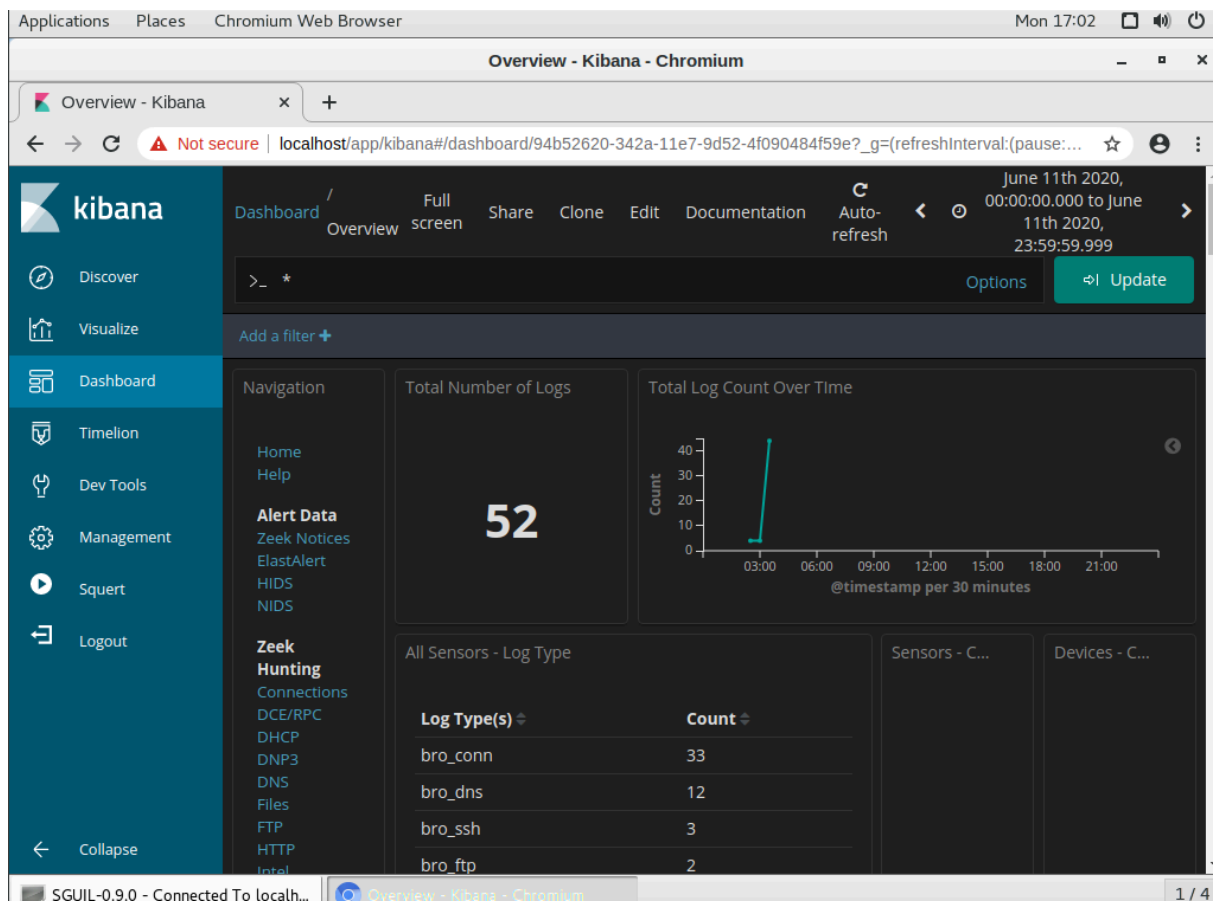 Applications Places Chromium Web Browser Mon 17:02
Overview - Kibana - Chromium
Overview - Kibana × +
Not secure | localhost/app/kibana#/dashboard/94b52620-342a-11e7-9d52-4f090484f59e?_g=(refreshInterval:(pause:...
kibana
Discover
Visualize
Dashboard
Timelion
Dev Tools
Management
Squert
Logout
Collapse
Dashboard / Overview
Full screen
Share Clone Edit Documentation
Auto-refresh
June 11th 2020,
00:00:00.000 to June
11th 2020,
23:59:59.999
>_ *
Options
Update
Add a filter +
Navigation
Home
Help
Alert Data
Zeek Notices
ElastAlert
HIDS
NIDS
Zeek
Hunting
Connections
DCE/RPC
DHCP
DNP3
DNS
Files
FTP
HTTP
Intel
Total Number of Logs
52
Total Log Count Over TIme
Count
40
30
20
10
0
03:00 06:00 09:00 12:00 15:00 18:00 21:00
@timestamp per 30 minutes
All Sensors - Log Type
Log Type(s) Count
bro_conn 33
bro_dns 12
bro_ssh 3
bro_ftp 2
Sensors - C...
Devices - C...
SGUIL-0.9.0 - Connected To localh...
Overview - Kibana - Chromium
1 / 4